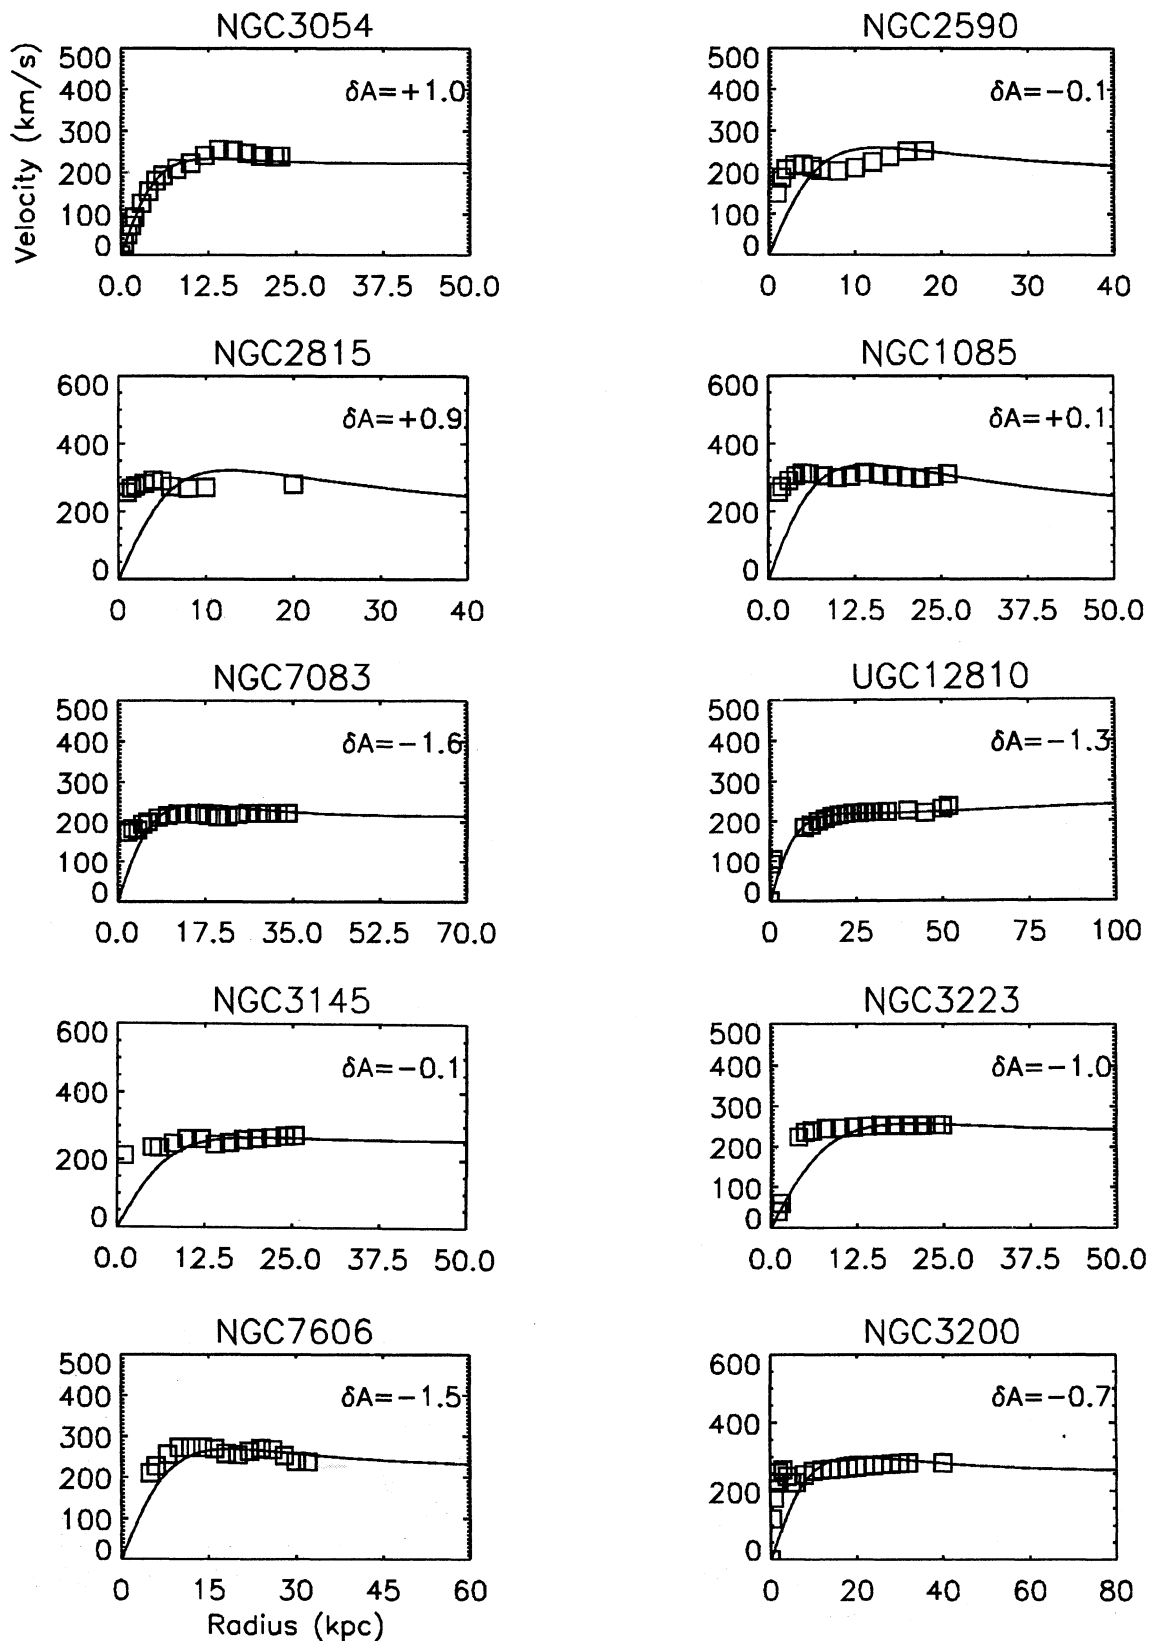 NGC3054
NGC2590
Velocity (km/s)
500
400
300
200
100
0
δA=+1.0
0.0 12.5 25.0 37.5 50.0
500
400
300
200
100
0
δA=−0.1
0 10 20 30 40
NGC2815
NGC1085
600
400
200
0
δA=+0.9
0 10 20 30 40
600
400
200
0
δA=+0.1
0.0 12.5 25.0 37.5 50.0
NGC7083
UGC12810
500
400
300
200
100
0
δA=−1.6
0.0 17.5 35.0 52.5 70.0
500
400
300
200
100
0
δA=−1.3
0 25 50 75 100
NGC3145
NGC3223
600
400
200
0
δA=−0.1
0.0 12.5 25.0 37.5 50.0
500
400
300
200
100
0
δA=−1.0
0.0 12.5 25.0 37.5 50.0
NGC7606
NGC3200
500
400
300
200
100
0
δA=−1.5
0 15 30 45 60
Radius (kpc)
600
400
200
0
δA=−0.7
0 20 40 60 80